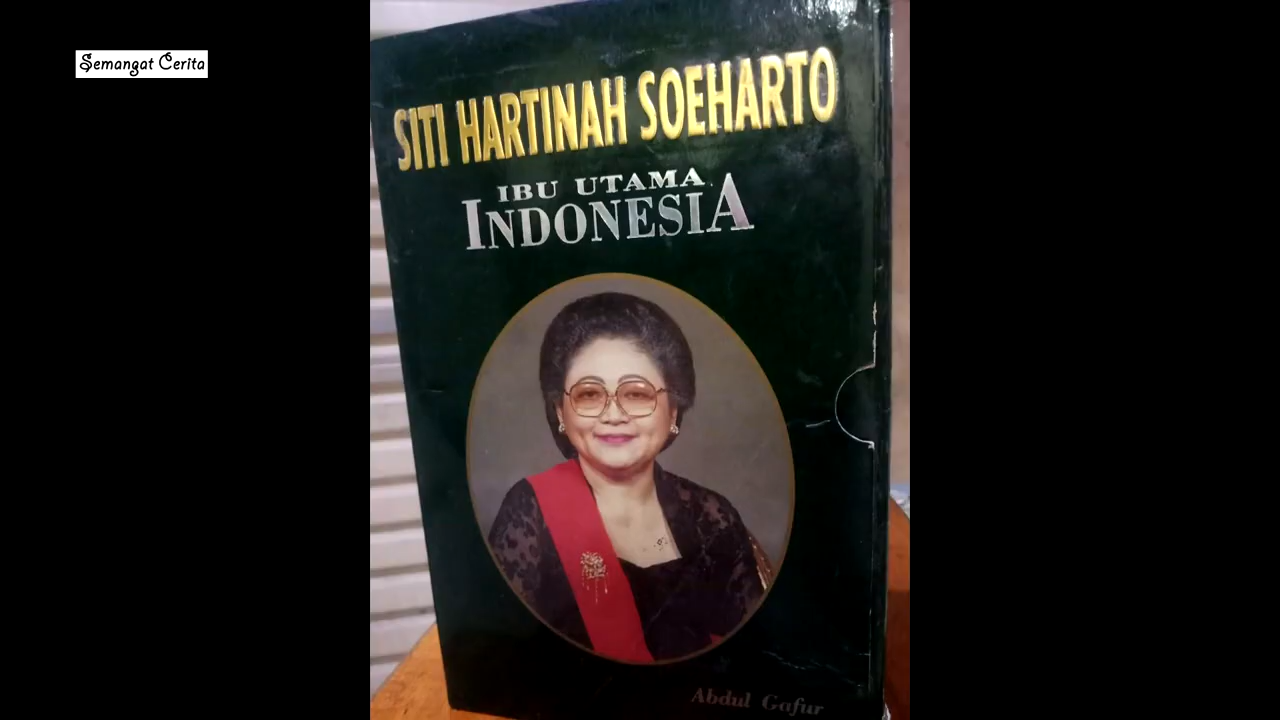 Semangat Cerita
SITI HARTINAH SOEHARTO
IBU UTAMA
INDONESIA
Abdul Gafur